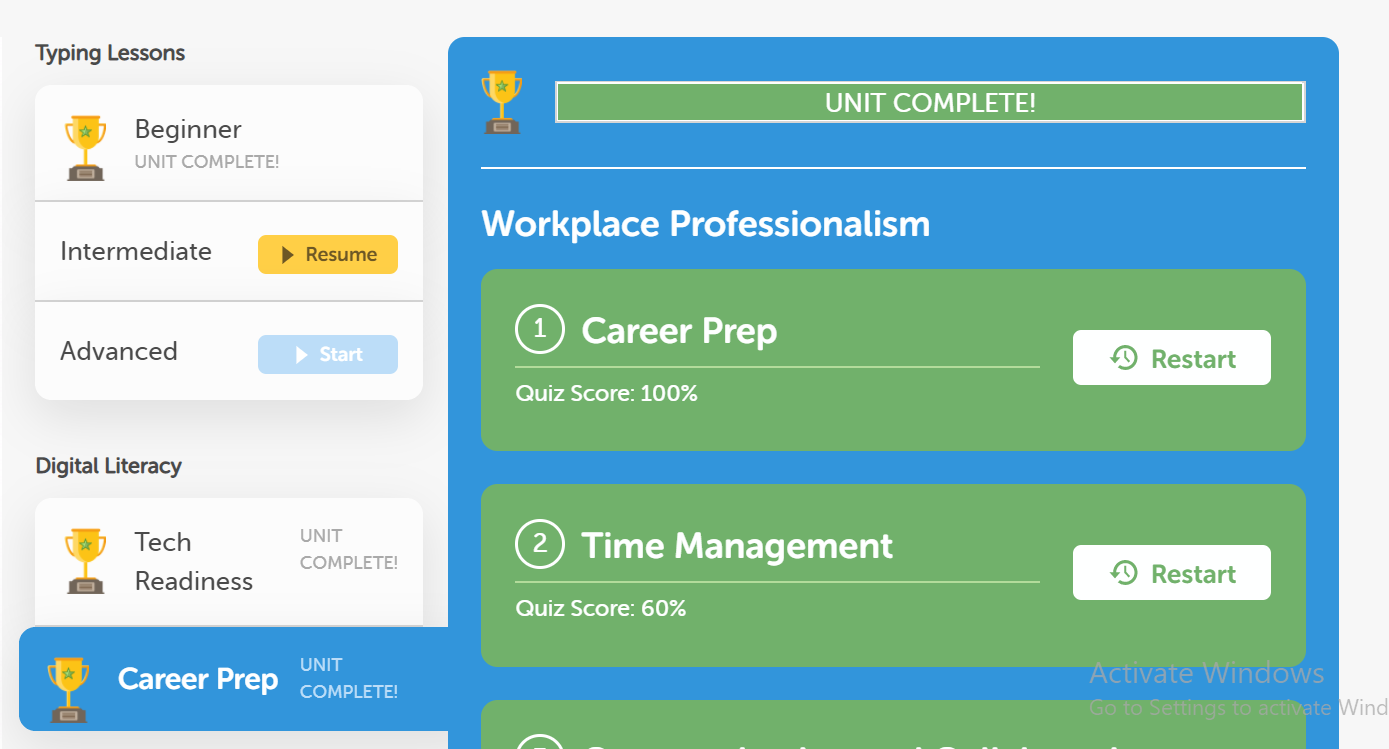 Typing Lessons
Beginner
UNIT COMPLETE!
Intermediate
Resume
Advanced
Start
Digital Literacy
Tech
Readiness
UNIT
COMPLETE!
Career Prep
UNIT
COMPLETE!
UNIT COMPLETE!
Workplace Professionalism
1 Career Prep
Quiz Score: 100%
Restart
2 Time Management
Quiz Score: 60%
Restart
Activate Windows
Go to Settings to activate Wind